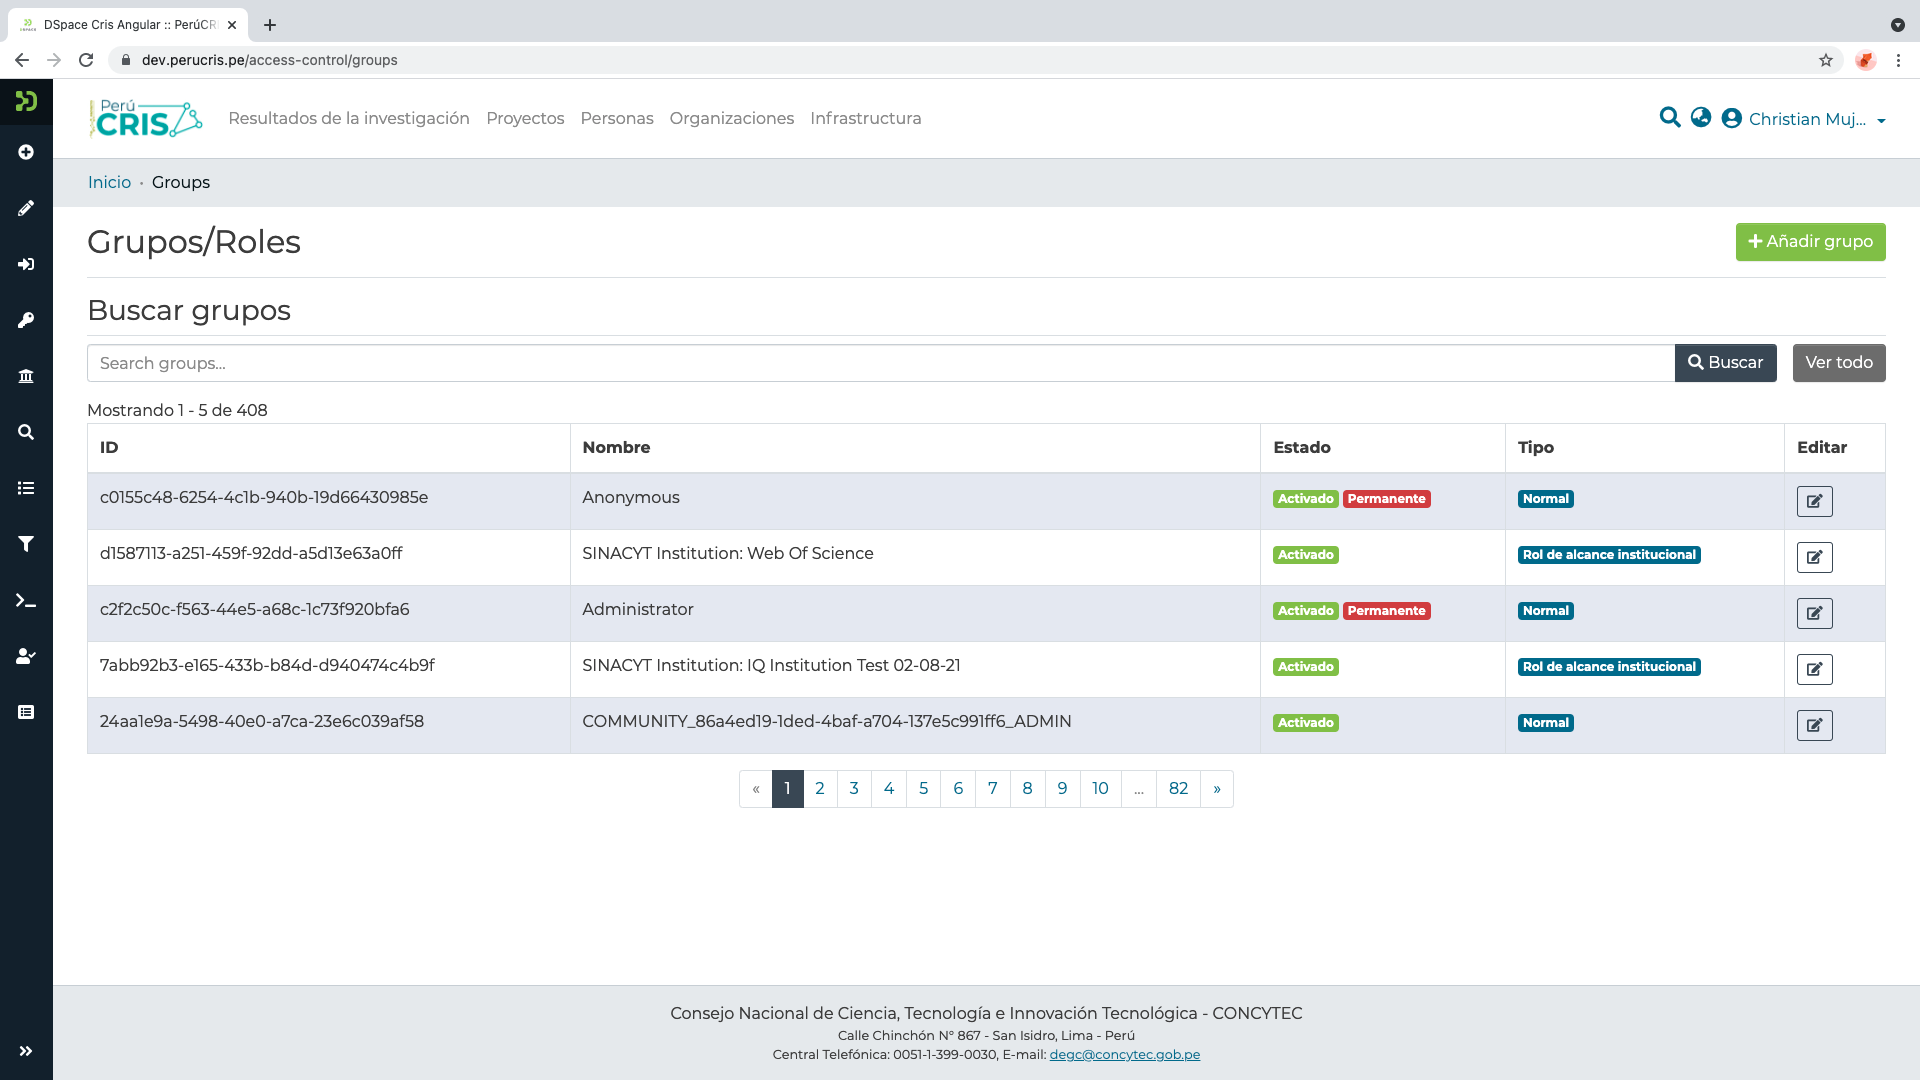 DSpace Cris Angular :: PerúCR
dev.perucris.pe/access-control/groups
Perú
CRIS
Resultados de la investigación Proyectos Personas Organizaciones Infrastructura
Christian Muj...
Inicio · Groups
Grupos/Roles
Añadir grupo
Buscar grupos
Search groups...
Buscar
Ver todo
Mostrando 1 - 5 de 408
ID Nombre Estado Tipo Editar
c0155c48-6254-4c1b-940b-19d66430985e Anonymous Activado Permanente Normal
d1587113-a251-459f-92dd-a5d13e63a0ff SINACYT Institution: Web Of Science Activado Rol de alcance institucional
c2f2c50c-f563-44e5-a68c-1c73f920bfa6 Administrator Activado Permanente Normal
7abb92b3-e165-433b-b84d-d940474c4b9f SINACYT Institution: IQ Institution Test 02-08-21 Activado Rol de alcance institucional
24aa1e9a-5498-40e0-a7ca-23e6c039af58 COMMUNITY_86a4ed19-1ded-4baf-a704-137e5c991ff6_ADMIN Activado Normal
« 1 2 3 4 5 6 7 8 9 10 ... 82 »
Consejo Nacional de Ciencia, Tecnología e Innovación Tecnológica - CONCYTEC
Calle Chinchón N° 867 - San Isidro, Lima - Perú
Central Telefónica: 0051-1-399-0030, E-mail: degc@concytec.gob.pe